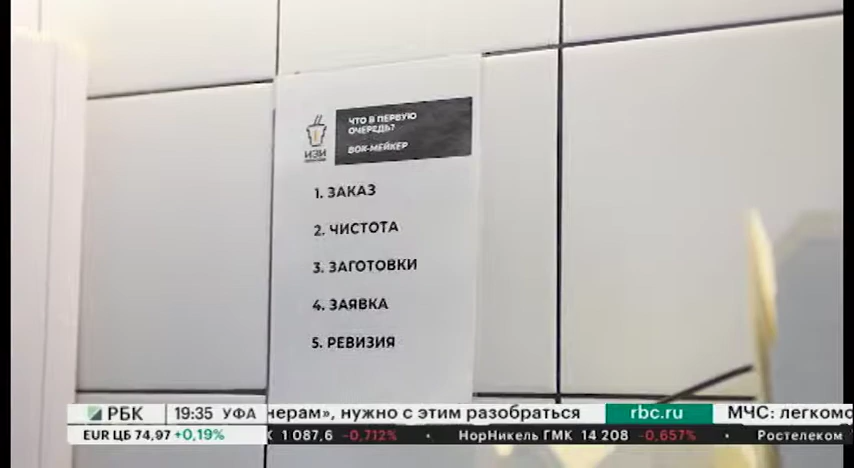 ЧТО В ПЕРВУЮ
ОЧЕРЕДЬ?
ВОК-МЕЙКЕР
ИЗИ
1. ЗАКАЗ
2. ЧИСТОТА
3. ЗАГОТОВКИ
4. ЗАЯВКА
5. РЕВИЗИЯ
РБК 19:35 УФА нерам», нужно с этим разобраться rbc.ru МЧС: легкомо
EUR ЦБ 74,97 +0,19% К 1 087,6 -0,712% · НорНикель ГМК 14 208 -0,657% · Ростелеком